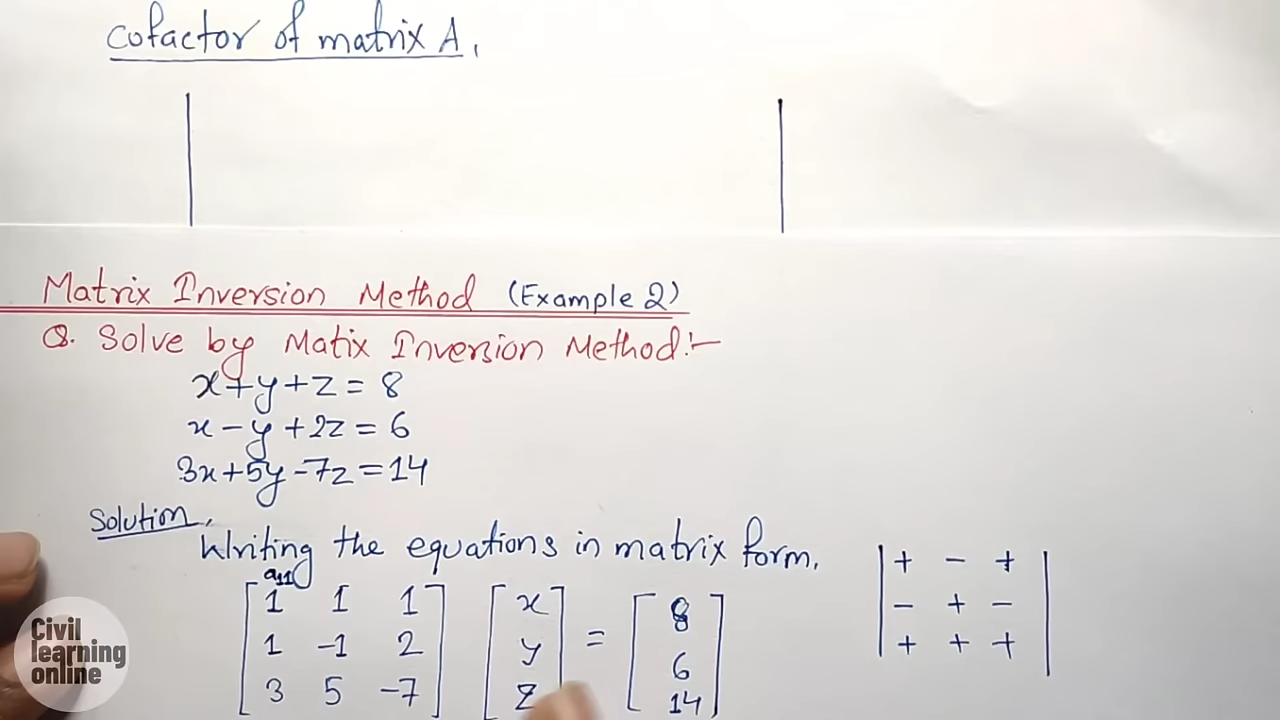 cofactor of matrix A,
Matrix Inversion Method (Example 2)
Q. Solve by Matix Inversion Method:-
x+y+z = 8
x-y+2z = 6
3x+5y-7z = 14
Solution,
Writing the equations in matrix form,
a11
1 1 1 x 8 + - +
1 -1 2 y = 6 - + -
3 5 -7 z 14 + + +
Civil
learning
online